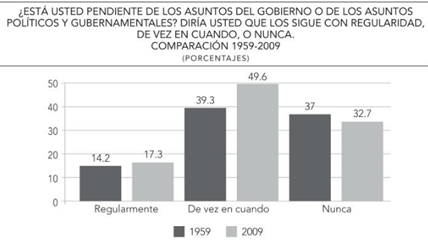 ¿ESTÁ USTED PENDIENTE DE LOS ASUNTOS DEL GOBIERNO O DE LOS ASUNTOS
POLÍTICOS Y GUBERNAMENTALES? DIRÍA USTED QUE LOS SIGUE CON REGULARIDAD,
DE VEZ EN CUANDO, O NUNCA.
COMPARACIÓN 1959-2009
(PORCENTAJES)
50
40
30
20
10
0
14.2
17.3
39.3
49.6
37
32.7
Regularmente
De vez en cuando
Nunca
1959
2009